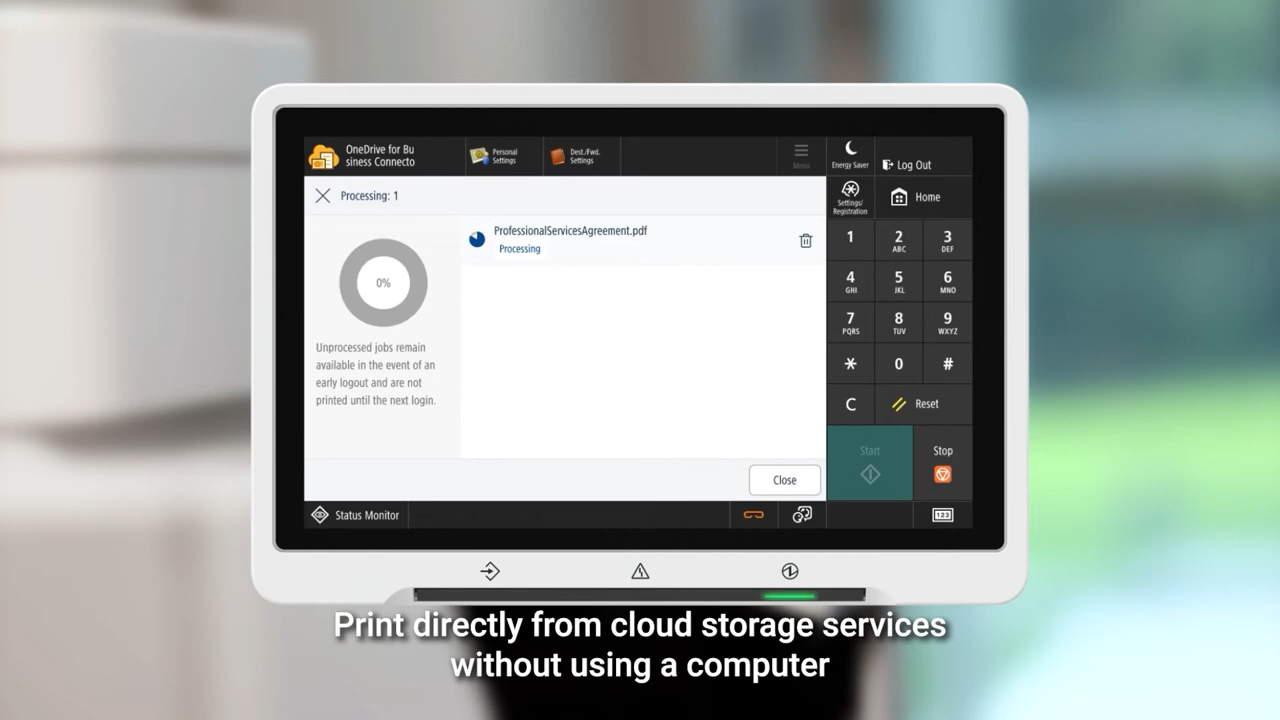 OneDrive for Bu
siness Connecto
Personal
Settings
Dest./Fwd.
Settings
Menu
Energy Saver
Log Out
Processing: 1
Settings/
Registration
Home
ProfessionalServicesAgreement.pdf
Processing
0%
Unprocessed jobs remain
available in the event of an
early logout and are not
printed until the next login.
1
2
ABC
3
DEF
4
GHI
5
JKL
6
MNO
7
PQRS
8
TUV
9
WXYZ
*
0
#
C
Reset
Start
Stop
Close
Status Monitor
123
Print directly from cloud storage services
without using a computer